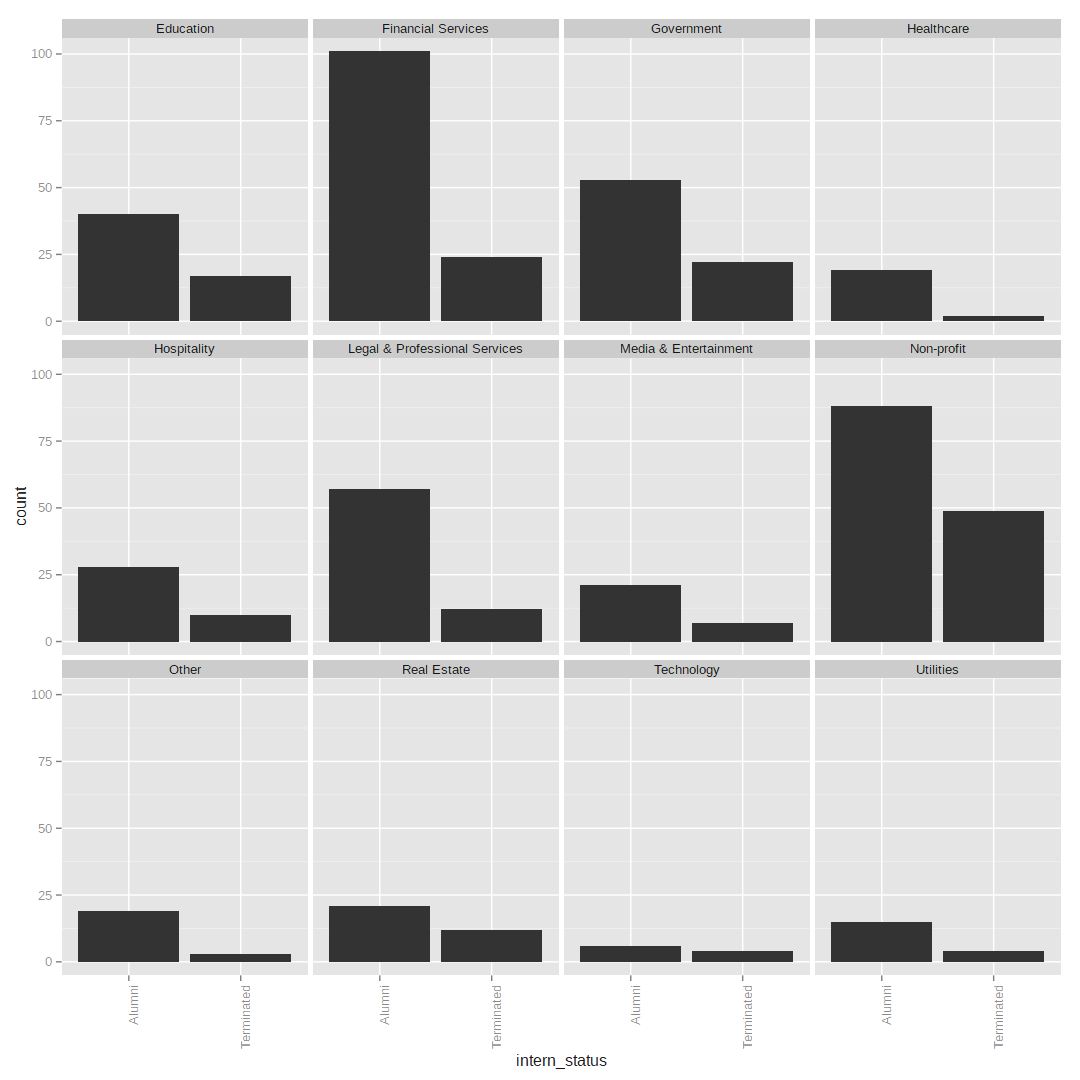 Education Financial Services Government Healthcare
100
75
50
25
0
Hospitality Legal & Professional Services Media & Entertainment Non-profit
100
75
50
25
0
count
Other Real Estate Technology Utilities
100
75
50
25
0
Alumni Terminated Alumni Terminated Alumni Terminated Alumni Terminated
intern_status